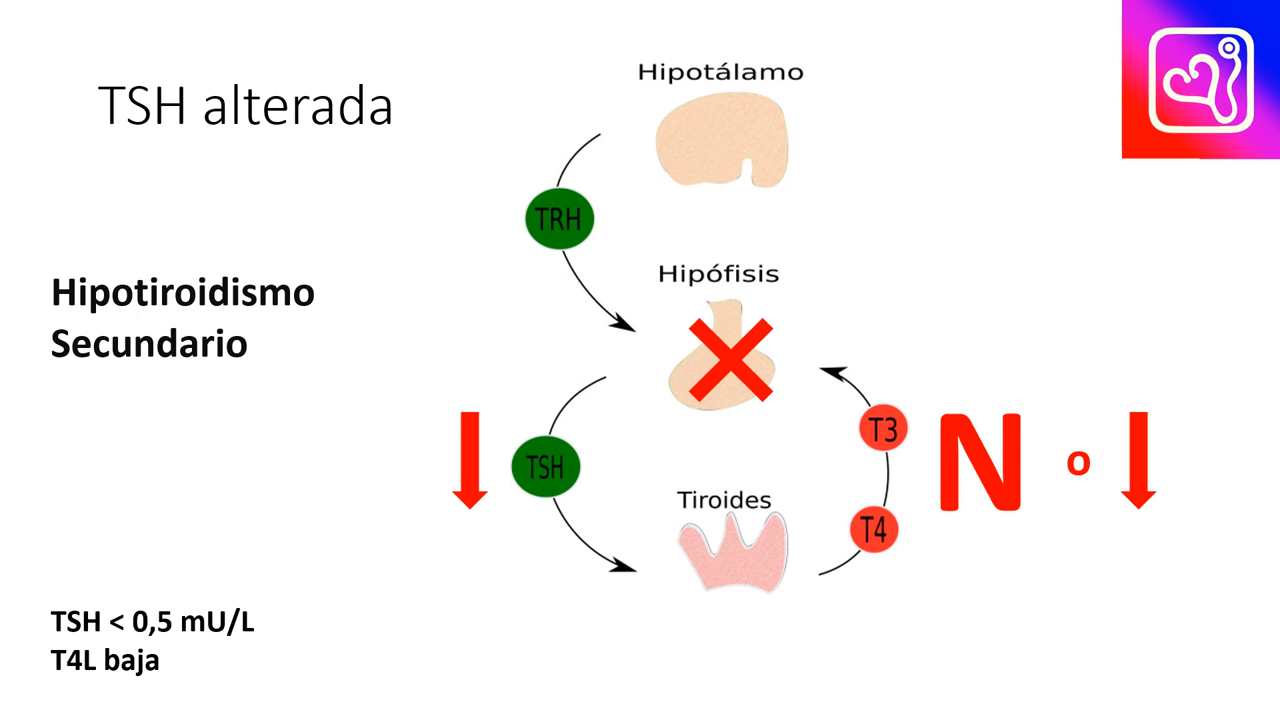 TSH alterada
Hipotálamo
TRH
Hipotiroidismo
Secundario
Hipófisis
T3
N o
TSH
Tiroides
T4
TSH < 0,5 mU/L
T4L baja